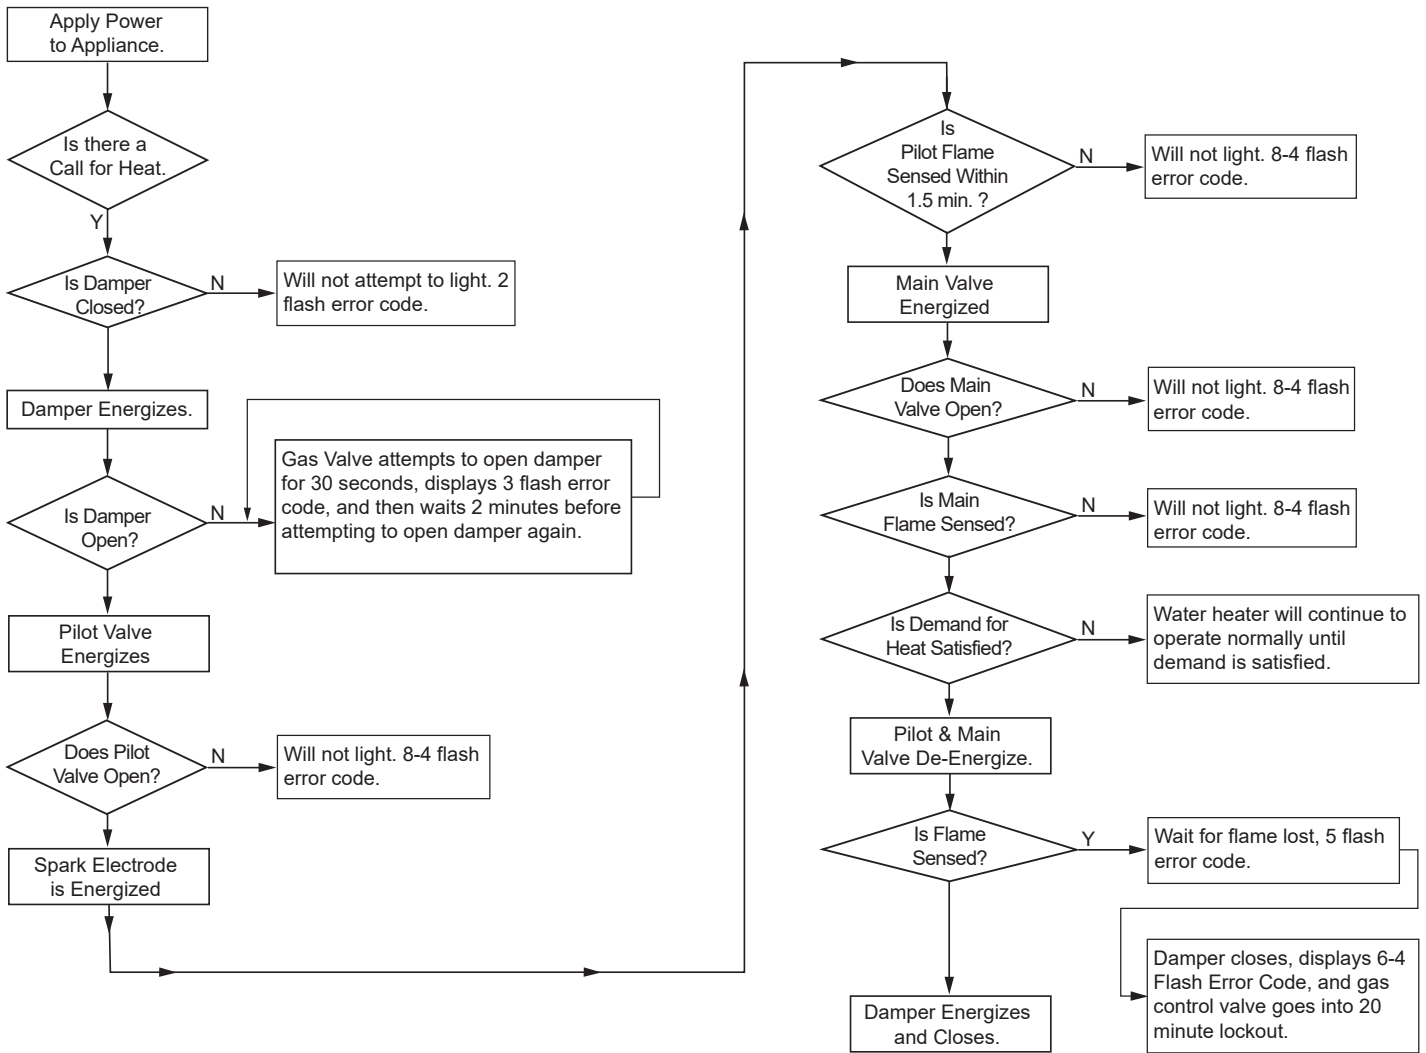 Apply Power
to Appliance.
Is there a
Call for Heat.
Y
Is Damper
Closed?
N
Will not attempt to light. 2
flash error code.
Damper Energizes.
Is Damper
Open?
N
Gas Valve attempts to open damper
for 30 seconds, displays 3 flash error
code, and then waits 2 minutes before
attempting to open damper again.
Pilot Valve
Energizes
Does Pilot
Valve Open?
N
Will not light. 8-4 flash
error code.
Spark Electrode
is Energized
Is
Pilot Flame
Sensed Within
1.5 min. ?
N
Will not light. 8-4 flash
error code.
Main Valve
Energized
Does Main
Valve Open?
N
Will not light. 8-4 flash
error code.
Is Main
Flame Sensed?
N
Will not light. 8-4 flash
error code.
Is Demand for
Heat Satisfied?
N
Water heater will continue to
operate normally until
demand is satisfied.
Pilot & Main
Valve De-Energize.
Is Flame
Sensed?
Y
Wait for flame lost, 5 flash
error code.
Damper closes, displays 6-4
Flash Error Code, and gas
control valve goes into 20
minute lockout.
Damper Energizes
and Closes.